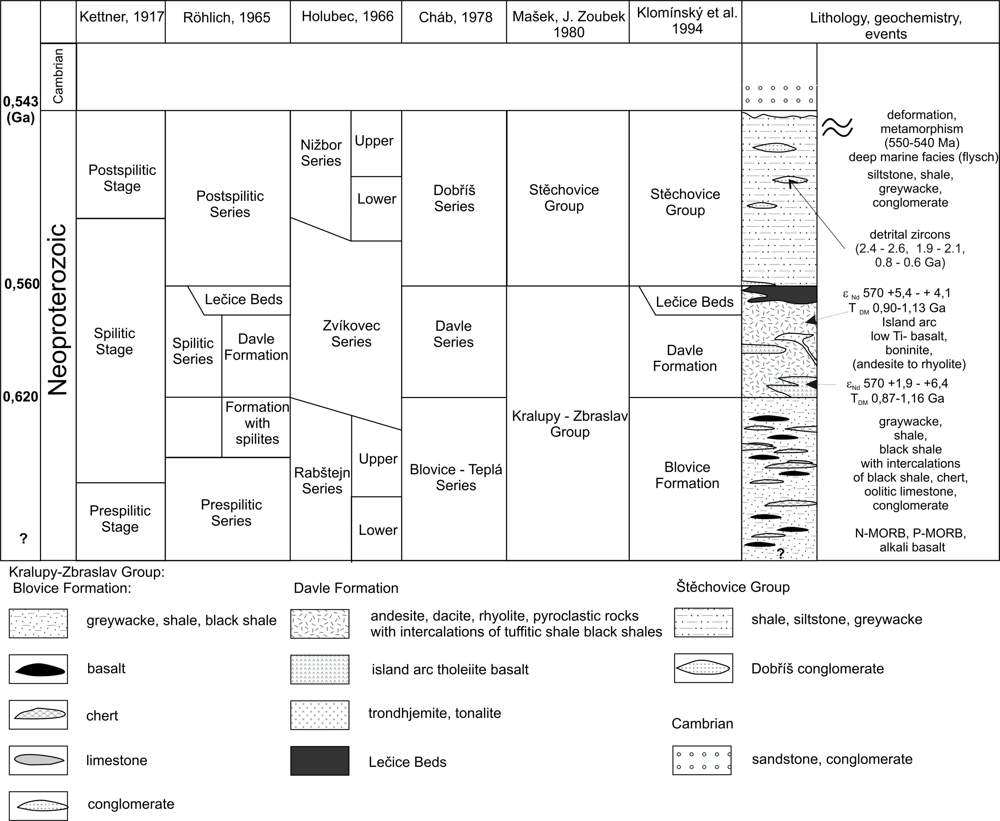 Kettner, 1917
Röhlich, 1965
Holubec, 1966
Cháb, 1978
Mašek, J. Zoubek
1980
Klomínský et al.
1994
Lithology, geochemistry,
events
0,543
(Ga)
0,560
0,620
?
Cambrian
Neoproterozoic
Postspilitic
Stage
Spilitic
Stage
Prespilitic
Stage
Postspilitic
Series
Lečice Beds
Spilitic
Series
Davle
Formation
Formation
with
spilites
Prespilitic
Series
Nižbor
Series
Upper
Lower
Zvíkovec
Series
Rabštejn
Series
Upper
Lower
Dobříš
Series
Davle
Series
Blovice - Teplá
Series
Stěchovice
Group
Kralupy - Zbraslav
Group
Stěchovice
Group
Lečice Beds
Davle
Formation
Blovice
Formation
?
deformation,
metamorphism
(550-540 Ma)
deep marine facies (flysch)
siltstone, shale,
greywacke,
conglomerate
detrital zircons
(2.4 - 2.6, 1.9 - 2.1,
0.8 - 0.6 Ga)
ε Nd 570 +5,4 - + 4,1
T DM 0,90-1,13 Ga
Island arc
low Ti- basalt,
boninite,
(andesite to rhyolite)
εNd 570 +1,9 - +6,4
TDM 0,87-1,16 Ga
graywacke,
shale,
black shale
with intercalations
of black shale, chert,
oolitic limestone,
conglomerate
N-MORB, P-MORB,
alkali basalt
Kralupy-Zbraslav Group:
Blovice Formation:
greywacke, shale, black shale
basalt
chert
limestone
conglomerate
Davle Formation
andesite, dacite, rhyolite, pyroclastic rocks
with intercalations of tuffitic shale black shales
island arc tholeiite basalt
trondhjemite, tonalite
Lečice Beds
Štěchovice Group
shale, siltstone, greywacke
Dobříš conglomerate
Cambrian
sandstone, conglomerate